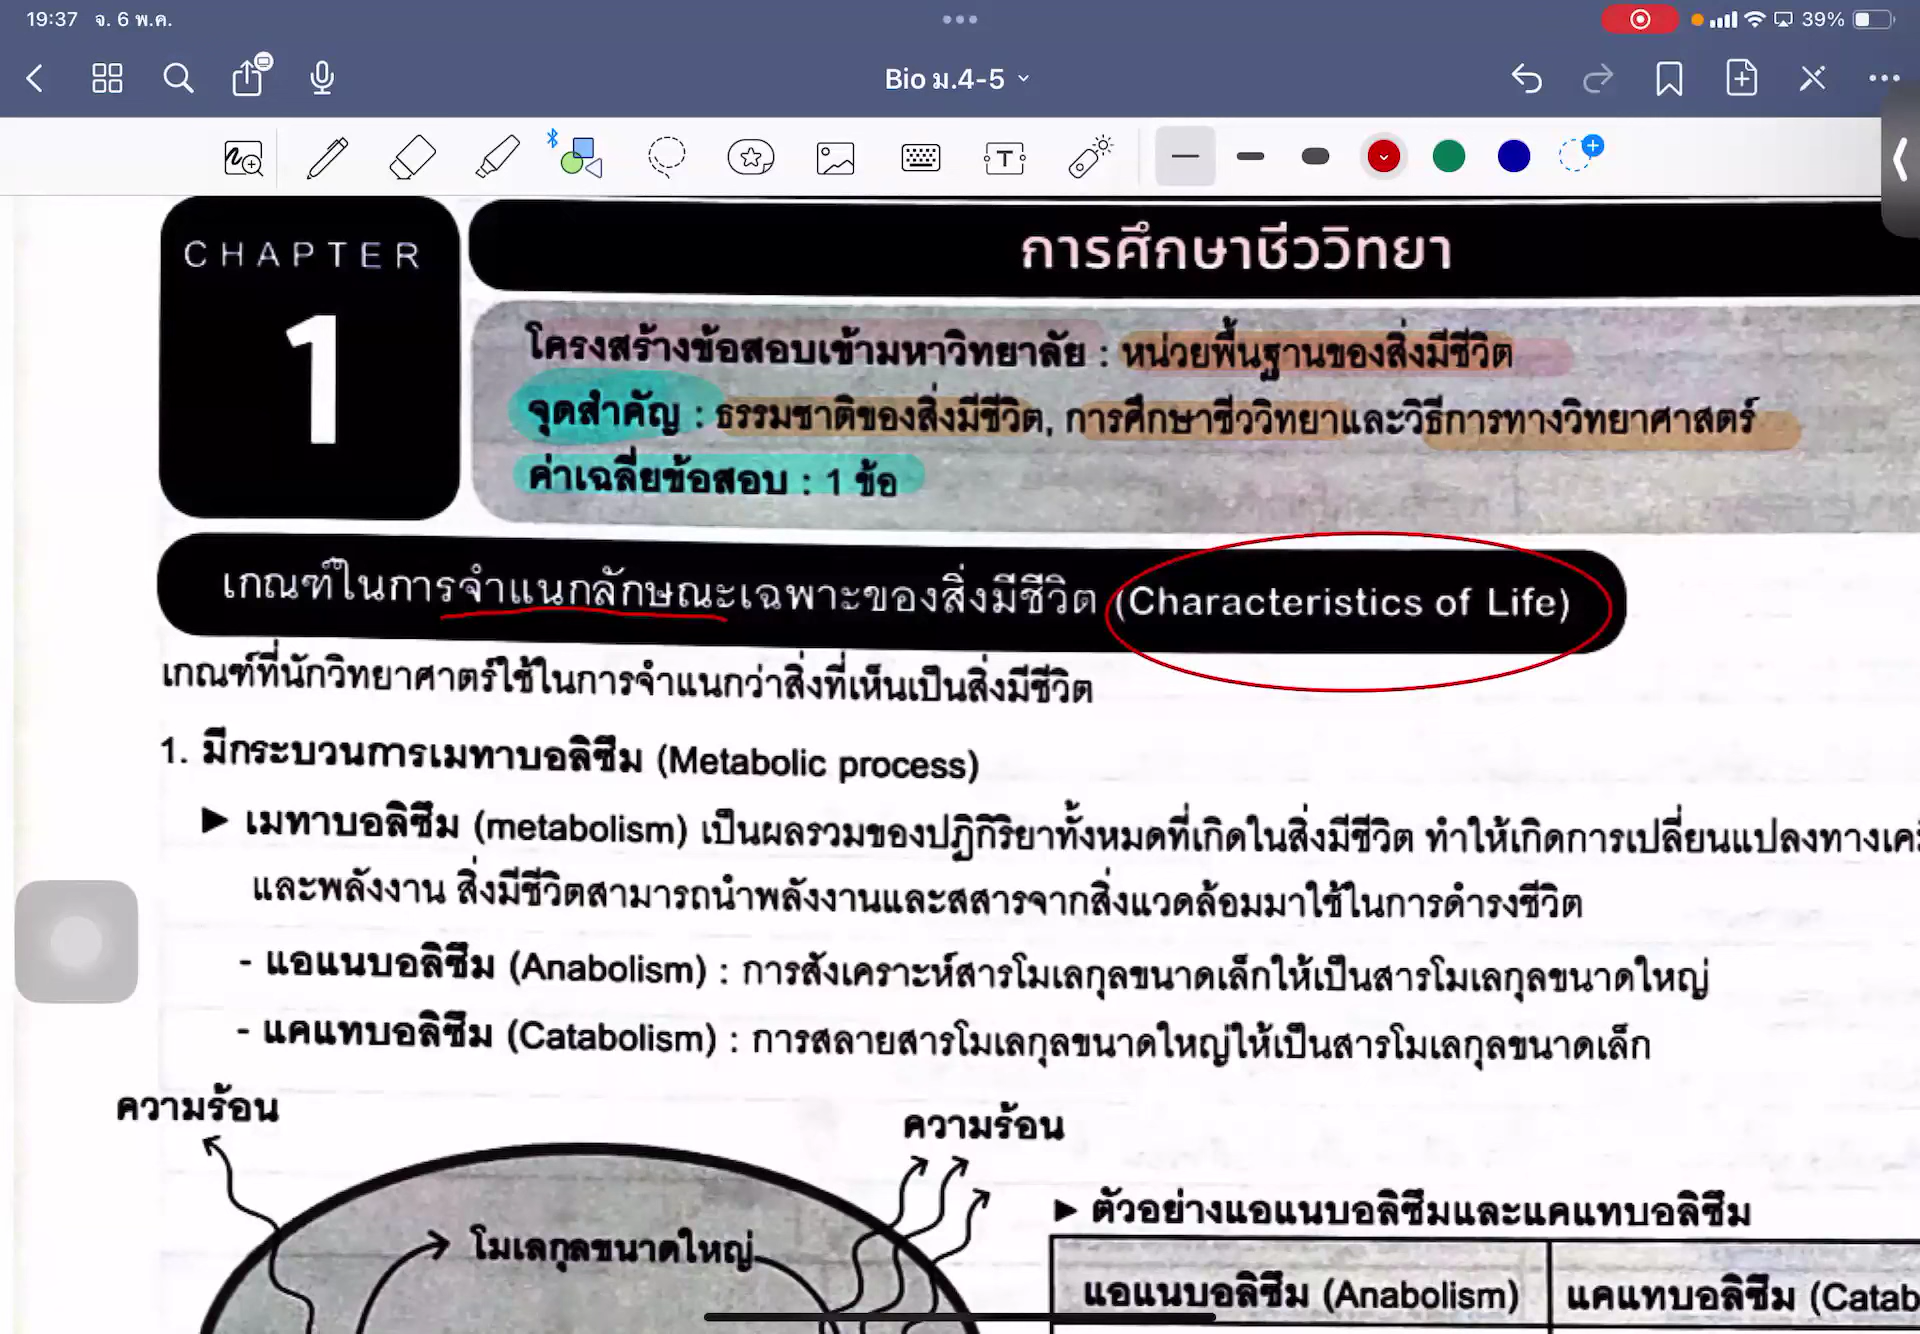 19:37 จ. 6 พ.ค.
39%
Bio ม.4-5
CHAPTER
1
การศึกษาชีววิทยา
โครงสร้างข้อสอบเข้ามหาวิทยาลัย : หน่วยพื้นฐานของสิ่งมีชีวิต
จุดสำคัญ : ธรรมชาติของสิ่งมีชีวิต, การศึกษาชีววิทยาและวิธีการทางวิทยาศาสตร์
ค่าเฉลี่ยข้อสอบ : 1 ข้อ
เกณฑ์ในการจำแนกลักษณะเฉพาะของสิ่งมีชีวิต (Characteristics of Life)
เกณฑ์ที่นักวิทยาศาตร์ใช้ในการจำแนกว่าสิ่งที่เห็นเป็นสิ่งมีชีวิต
1. มีกระบวนการเมทาบอลิซึม (Metabolic process)
▶ เมทาบอลิซึม (metabolism) เป็นผลรวมของปฏิกิริยาทั้งหมดที่เกิดในสิ่งมีชีวิต ทำให้เกิดการเปลี่ยนแปลงทาง
และพลังงาน สิ่งมีชีวิตสามารถนำพลังงานและสสารจากสิ่งแวดล้อมมาใช้ในการดำรงชีวิต
- แอแนบอลิซึม (Anabolism) : การสังเคราะห์สารโมเลกุลขนาดเล็กให้เป็นสารโมเลกุลขนาดใหญ่
- แคแทบอลิซึม (Catabolism) : การสลายสารโมเลกุลขนาดใหญ่ให้เป็นสารโมเลกุลขนาดเล็ก
ความร้อน
ความร้อน
โมเลกุลขนาดใหญ่
▶ ตัวอย่างแอแนบอลิซึมและแคแทบอลิซึม
แอแนบอลิซึม (Anabolism)
แคแทบอลิซึม (Catab